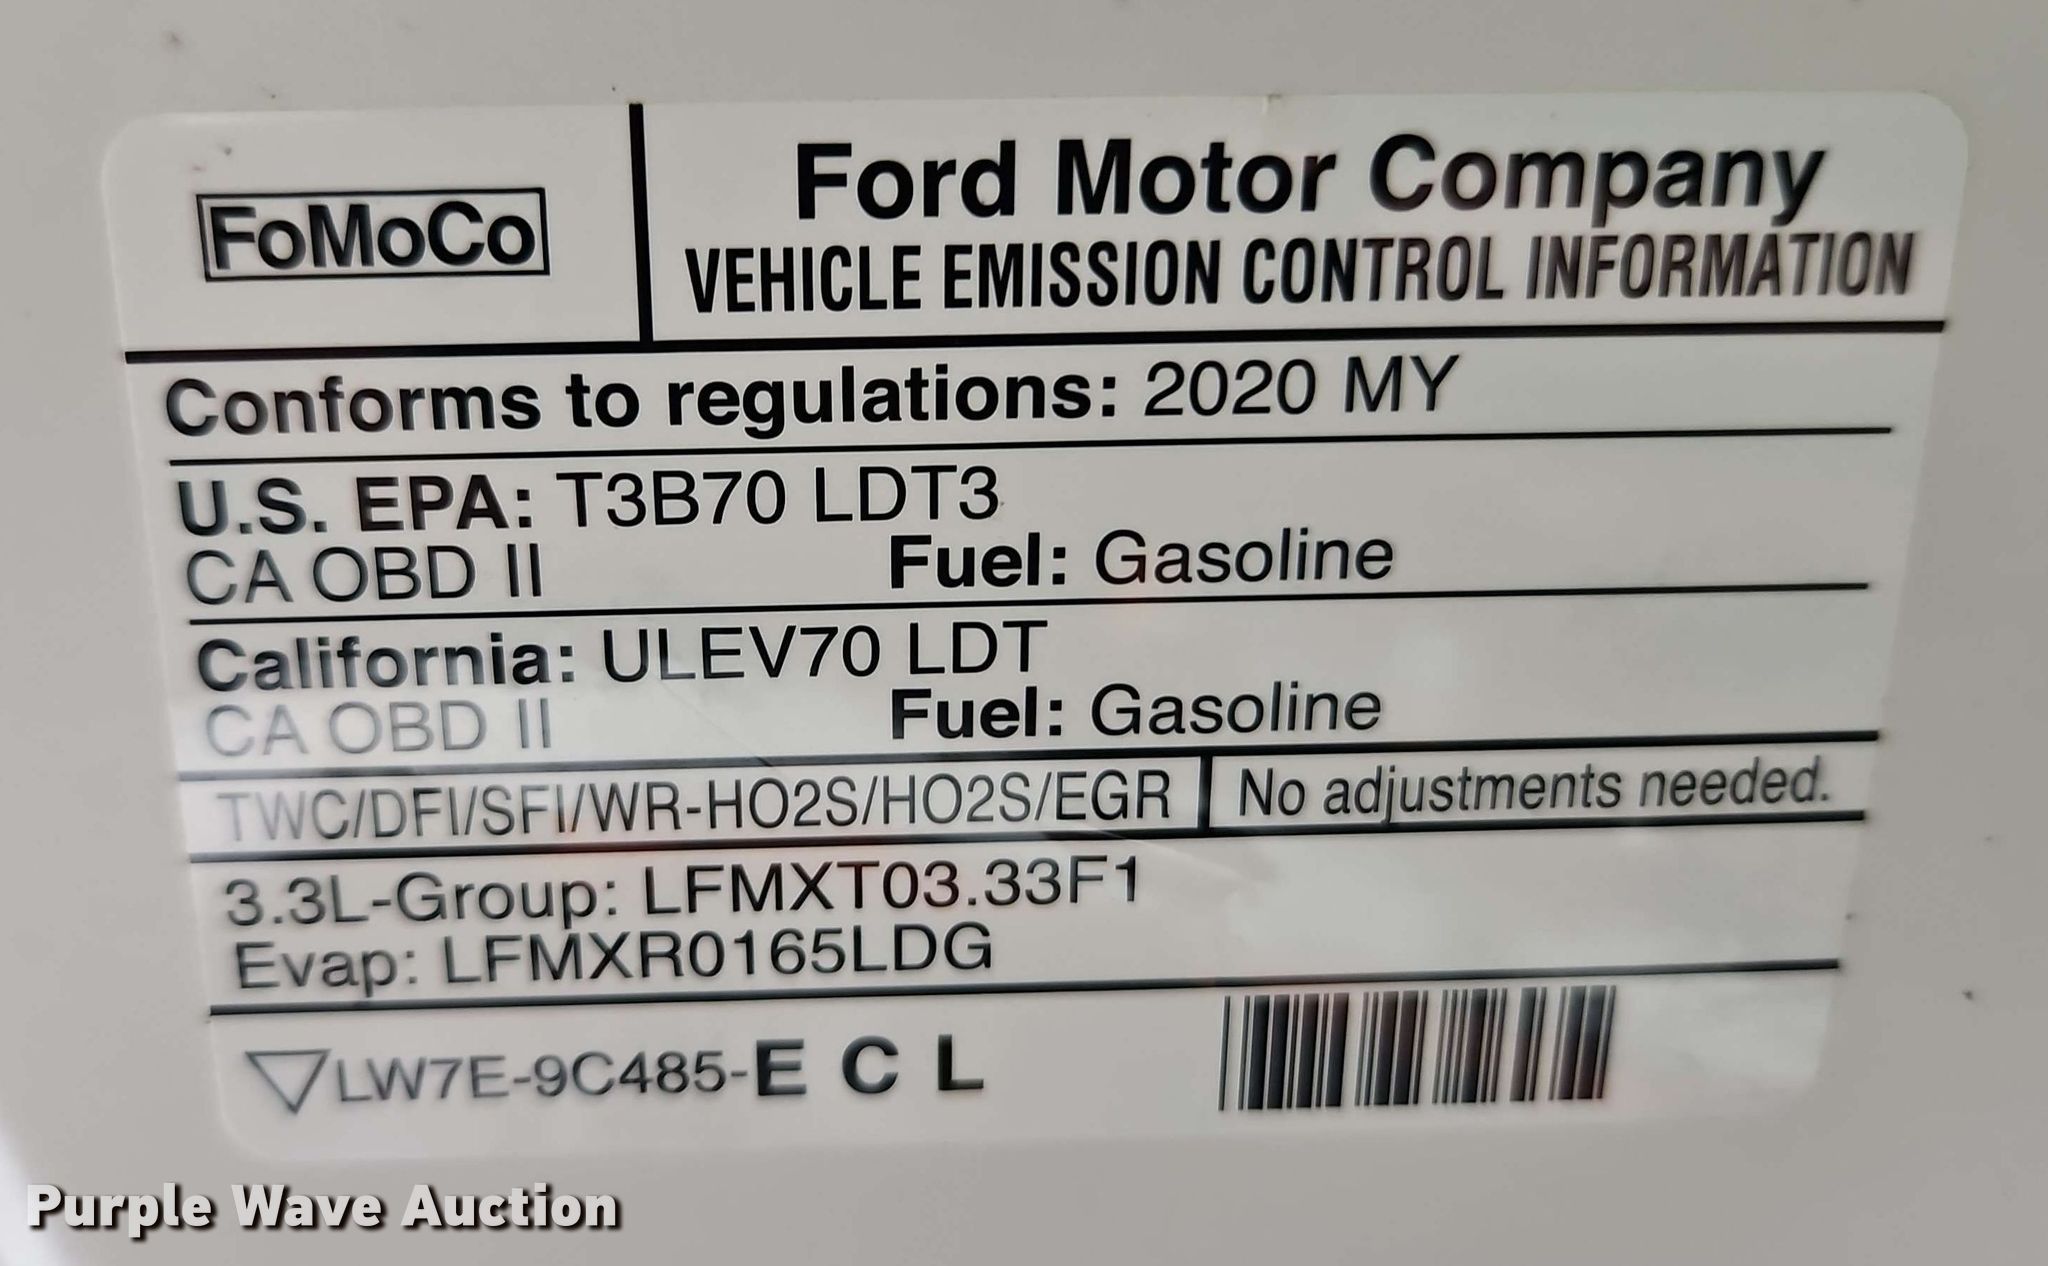 FoMoCo
Ford Motor Company
VEHICLE EMISSION CONTROL INFORMATION
Conforms to regulations: 2020 MY
U.S. EPA: T3B70 LDT3
CA OBD II Fuel: Gasoline
California: ULEV70 LDT
CA OBD II Fuel: Gasoline
TWC/DFI/SFI/WR-HO2S/HO2S/EGR No adjustments needed.
3.3L-Group: LFMXT03.33F1
Evap: LFMXR0165LDG
LW7E-9C485-E C L
Purple Wave Auction